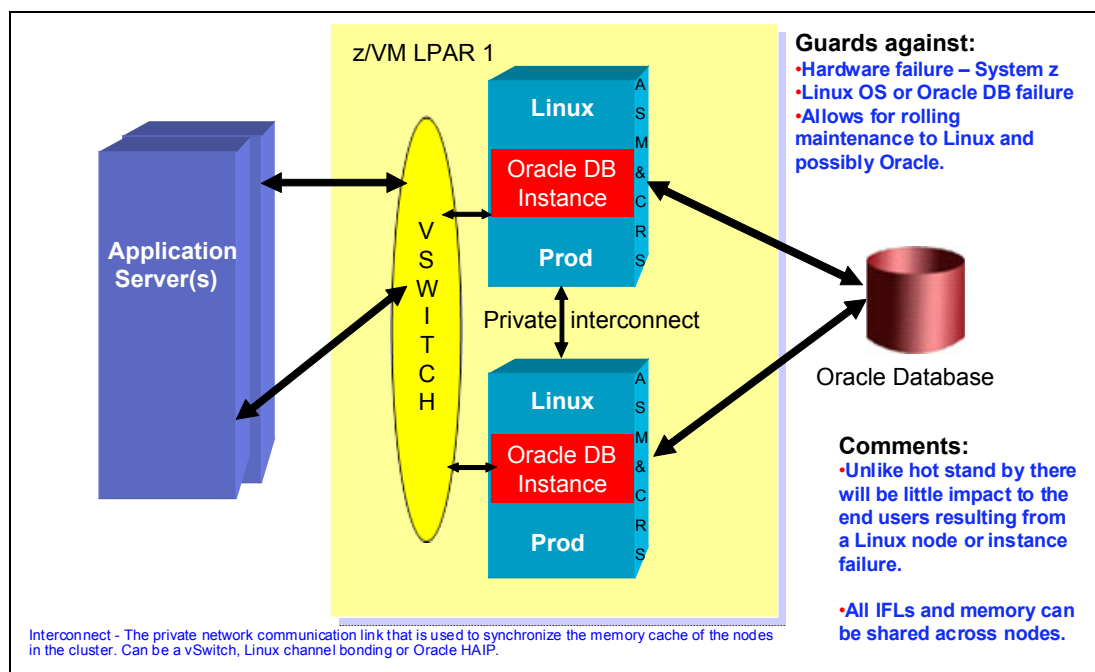 z/VM LPAR 1
Application
Server(s)
V
S
W
I
T
C
H
Linux
Oracle DB
Instance
Prod
A
S
M
&
C
R
S
Private interconnect
Linux
Oracle DB
Instance
Prod
A
S
M
&
C
R
S
Guards against:
•Hardware failure – System z
•Linux OS or Oracle DB failure
•Allows for rolling
maintenance to Linux and
possibly Oracle.
Oracle Database
Comments:
•Unlike hot stand by there
will be little impact to the
end users resulting from
a Linux node or instance
failure.
•All IFLs and memory can
be shared across nodes.
Interconnect - The private network communication link that is used to synchronize the memory cache of the nodes
in the cluster. Can be a vSwitch, Linux channel bonding or Oracle HAIP.